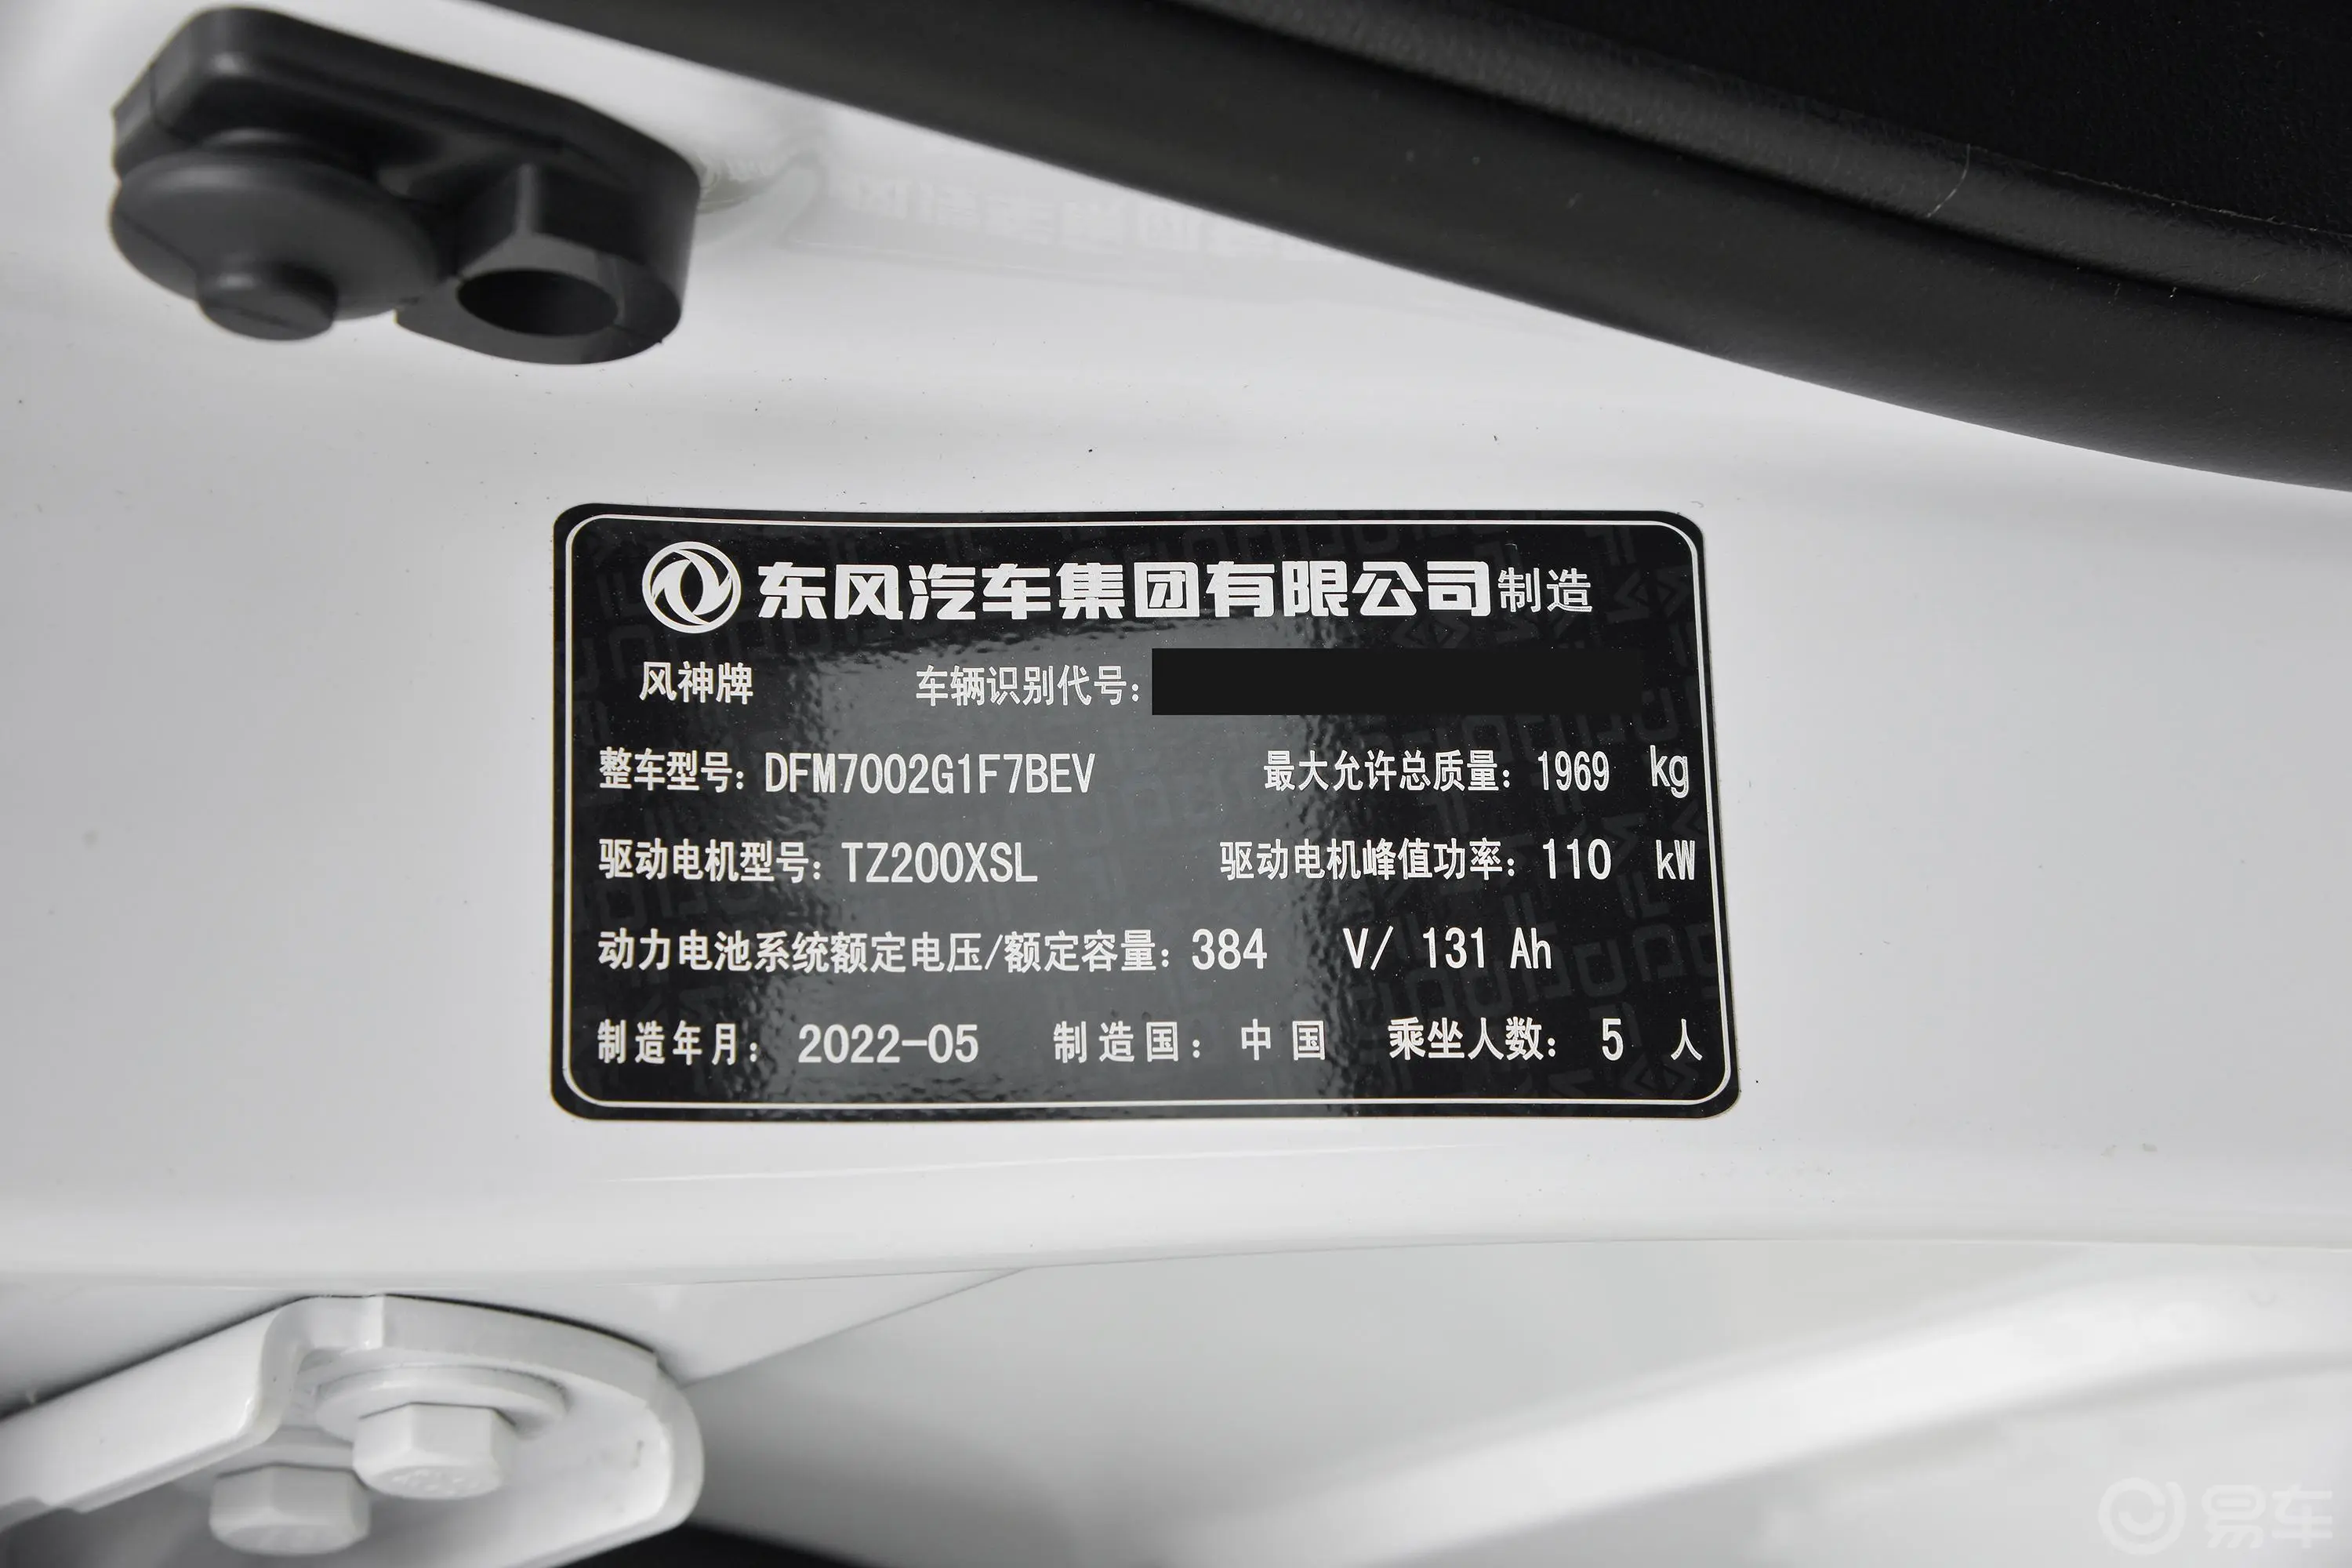 东风汽车集团有限公司制造
风神牌 车辆识别代号:
整车型号: DFM7002G1F7BEV 最大允许总质量: 1969 kg
驱动电机型号: TZ200XSL 驱动电机峰值功率: 110 kW
动力电池系统额定电压/额定容量: 384 V/ 131 Ah
制造年月: 2022-05 制造国: 中国 乘坐人数: 5 人
易车